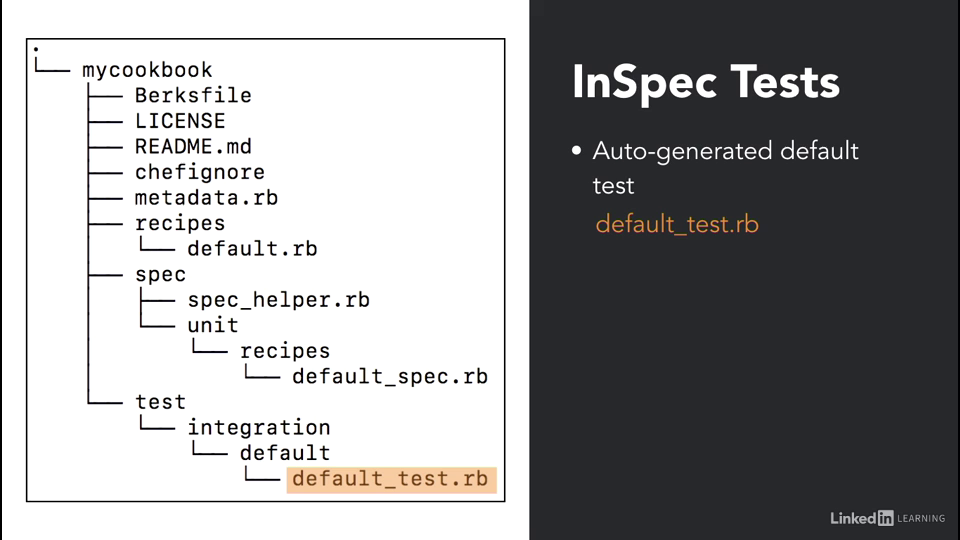 .
└── mycookbook
    ├── Berksfile
    ├── LICENSE
    ├── README.md
    ├── chefignore
    ├── metadata.rb
    ├── recipes
    │   └── default.rb
    ├── spec
    │   ├── spec_helper.rb
    │   └── unit
    │       └── recipes
    │           └── default_spec.rb
    └── test
        └── integration
            └── default
                └── default_test.rb
InSpec Tests
• Auto-generated default
test
default_test.rb
Linked in LEARNING